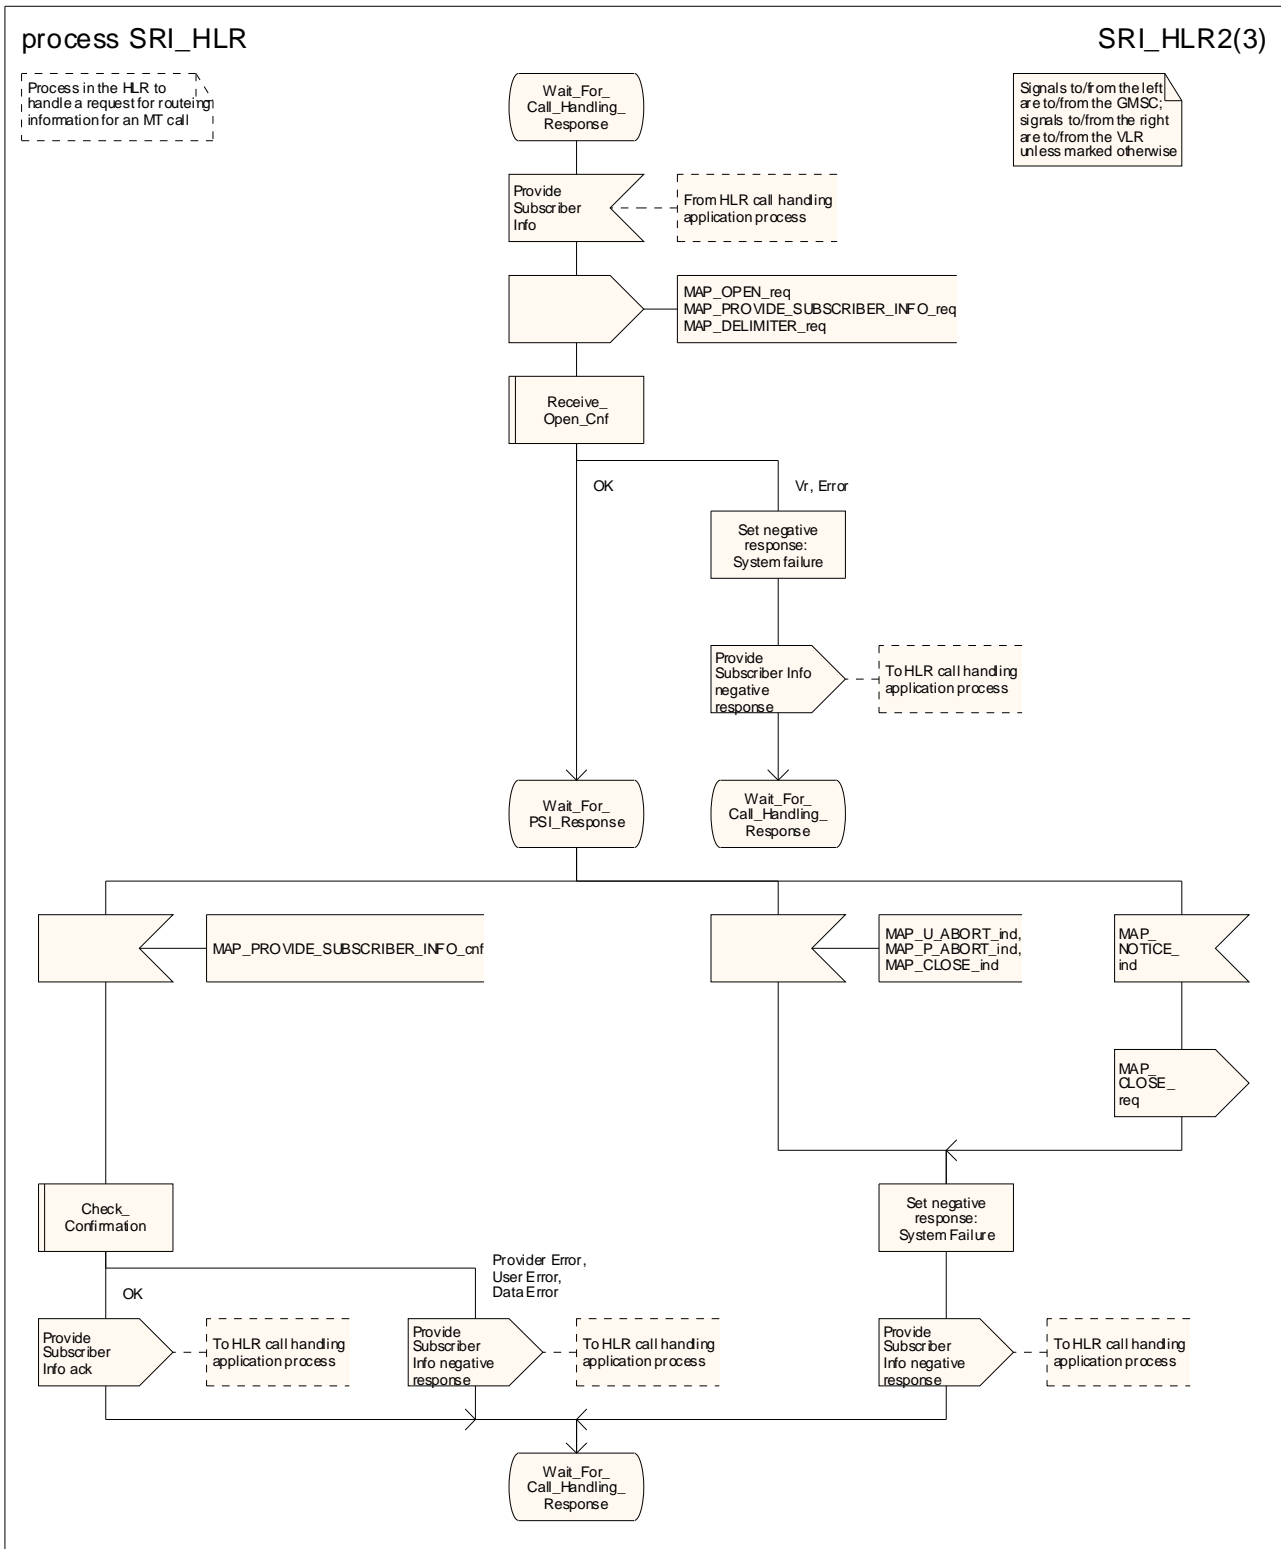 process SRI_HLR
SRI_HLR2(3)
Process in the HLR to
handle a request for routeing
information for an MT call
Signals to/from the left
are to/from the GMSC;
signals to/from the right
are to/from the VLR
unless marked otherwise
Wait_For_
Call_Handling_
Response
Provide
Subscriber
Info
From HLR call handling
application process
MAP_OPEN_req
MAP_PROVIDE_SUBSCRIBER_INFO_req
MAP_DELIMITER_req
Receive_
Open_Cnf
OK
Vr, Error
Set negative
response:
System failure
Provide
Subscriber Info
negative
response
To HLR call handling
application process
Wait_For_
PSI_Response
Wait_For_
Call_Handling_
Response
MAP_PROVIDE_SUBSCRIBER_INFO_cnf
MAP_U_ABORT_ind,
MAP_P_ABORT_ind,
MAP_CLOSE_ind
MAP_
NOTICE_
ind
MAP_
CLOSE_
req
Check_
Confirmation
Set negative
response:
System Failure
OK
Provider Error,
User Error,
Data Error
Provide
Subscriber
Info ack
To HLR call handling
application process
Provide
Subscriber
Info negative
response
To HLR call handling
application process
Provide
Subscriber
Info negative
response
To HLR call handling
application process
Wait_For_
Call_Handling_
Response